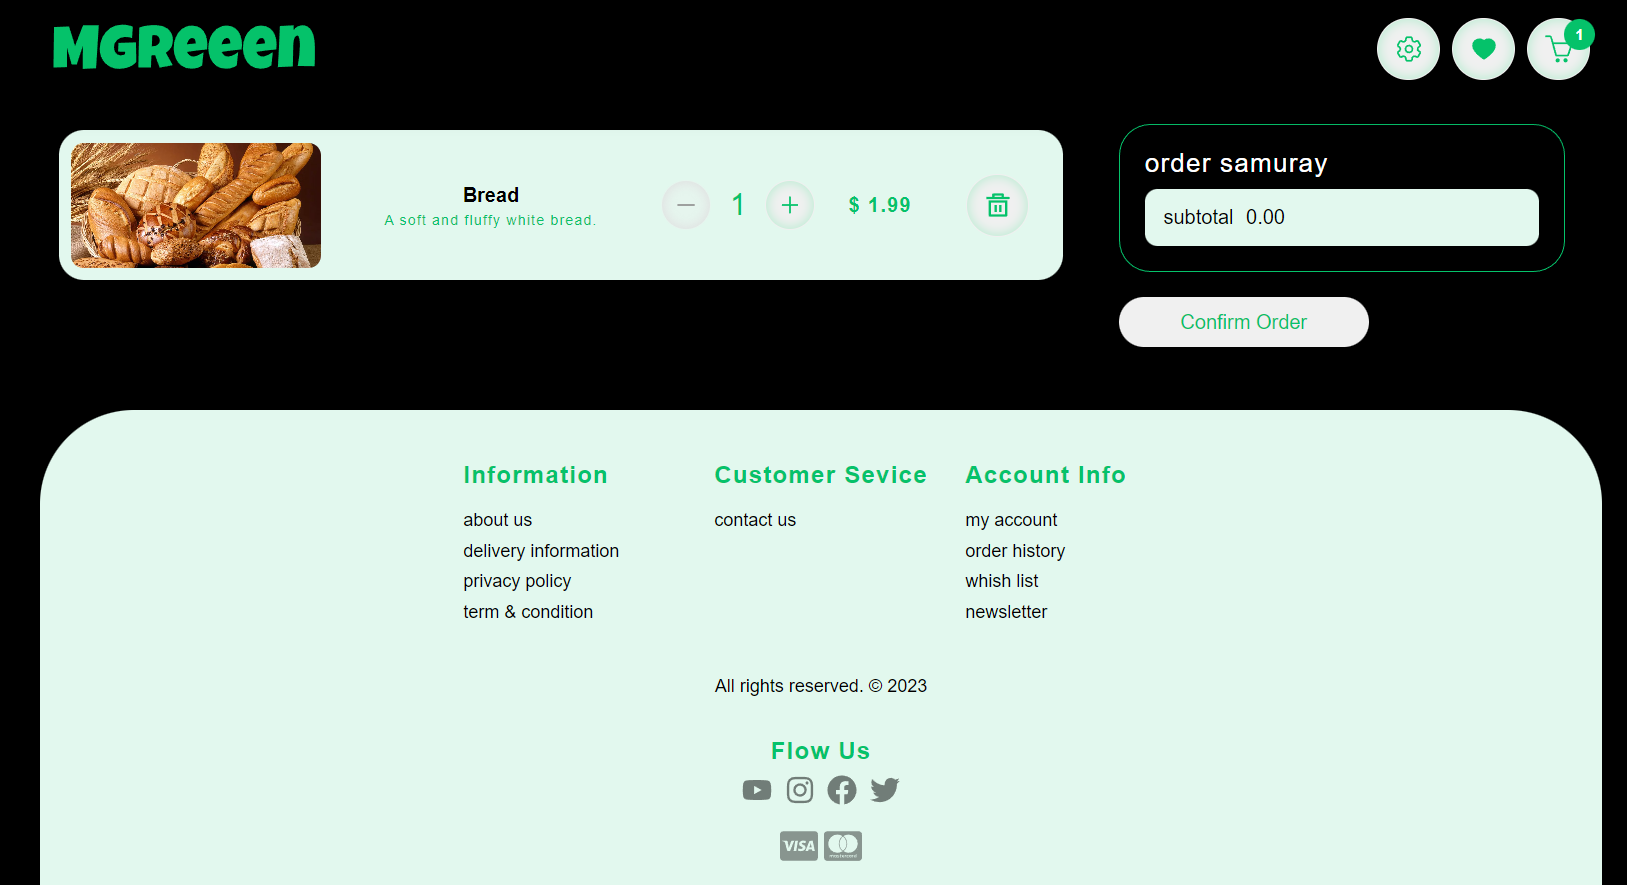 MGReeen
1
Bread
A soft and fluffy white bread.
1
$ 1.99
order samuray
subtotal 0.00
Confirm Order
Information
about us
delivery information
privacy policy
term & condition
Customer Sevice
contact us
Account Info
my account
order history
whish list
newsletter
All rights reserved. © 2023
Flow Us
VISA
mastercard